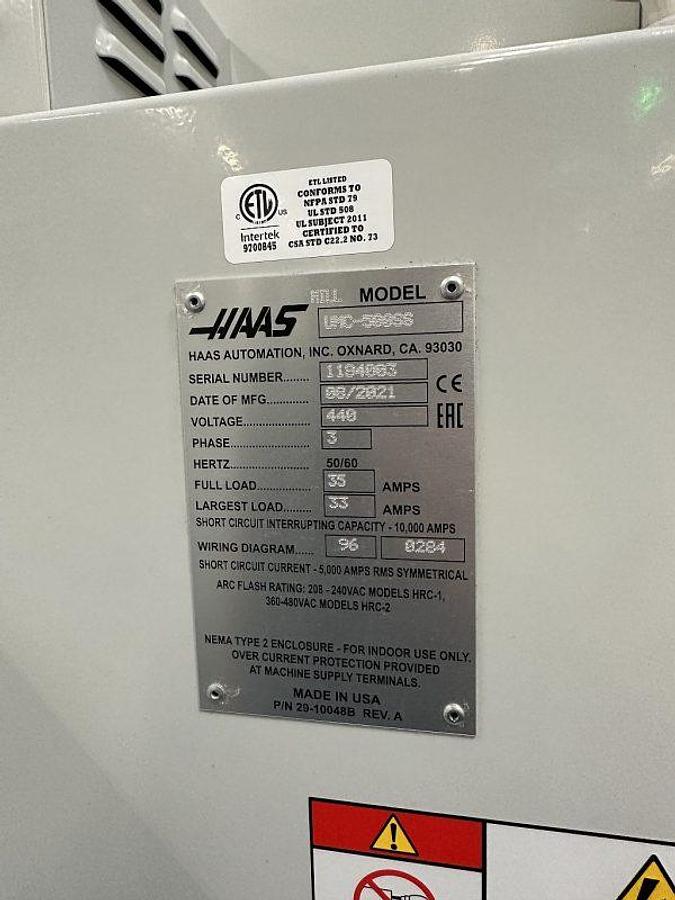 ETL LISTED
CONFORMS TO
NFPA STD 79
UL STD 508
UL SUBJECT 2011
CERTIFIED TO
CSA STD C22.2 NO. 73
C ETL US
Intertek
9700845
MILL MODEL
HAAS UMC-500SS
HAAS AUTOMATION, INC. OXNARD, CA. 93030
SERIAL NUMBER........ 1194003
DATE OF MFG............. 08/2021
VOLTAGE..................... 440
PHASE.......................... 3
HERTZ.......................... 50/60
FULL LOAD.................. 35 AMPS
LARGEST LOAD......... 33 AMPS
SHORT CIRCUIT INTERRUPTING CAPACITY - 10,000 AMPS
WIRING DIAGRAM...... 96 0284
SHORT CIRCUIT CURRENT - 5,000 AMPS RMS SYMMETRICAL
ARC FLASH RATING: 208 - 240VAC MODELS HRC-1,
360-480VAC MODELS HRC-2
NEMA TYPE 2 ENCLOSURE - FOR INDOOR USE ONLY.
OVER CURRENT PROTECTION PROVIDED
AT MACHINE SUPPLY TERMINALS.
MADE IN USA
P/N 29-10048B REV. A
CE
EAC